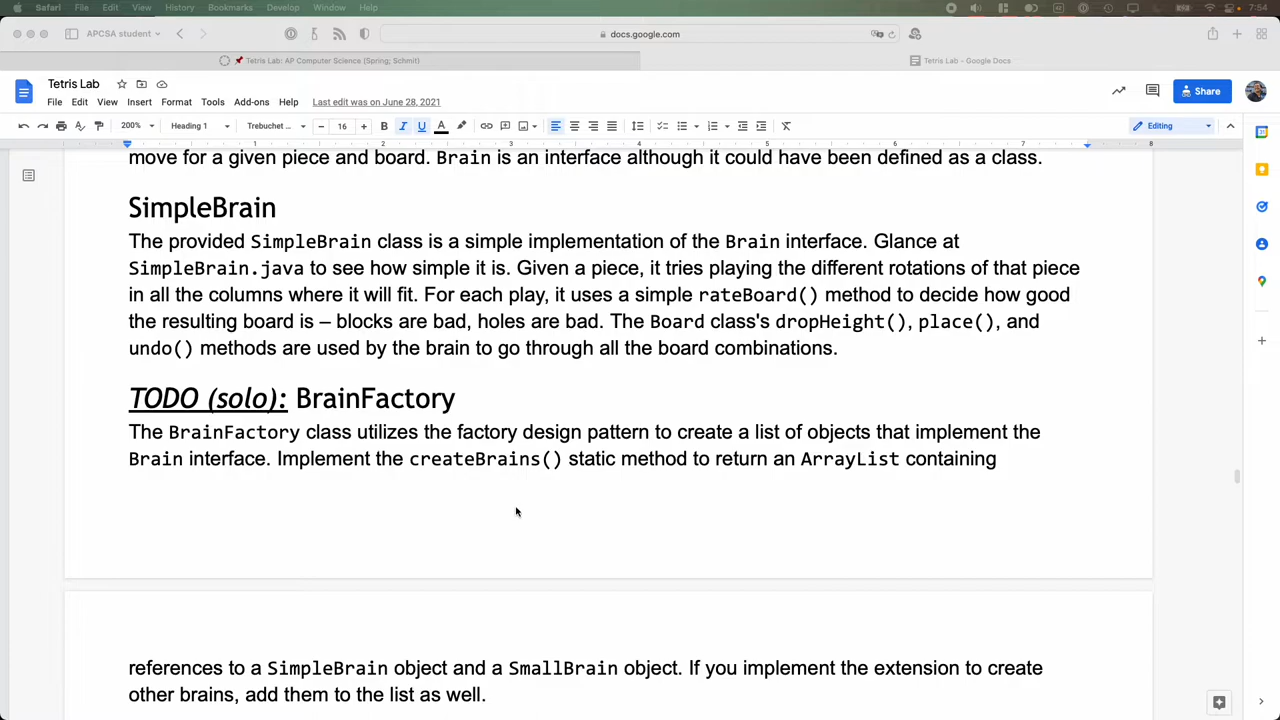 Safari File Edit View History Bookmarks Develop Window Help 7:54
APCSA student docs.google.com
Tetris Lab: AP Computer Science (Spring; Schmit) Tetris Lab - Google Docs
Tetris Lab
File Edit View Insert Format Tools Add-ons Help Last edit was on June 28, 2021 Share
200% Heading 1 Trebuchet ... 16 B I U A Editing
1 2 3 4 5 6 7 8
move for a given piece and board. Brain is an interface although it could have been defined as a class.
SimpleBrain
The provided SimpleBrain class is a simple implementation of the Brain interface. Glance at
SimpleBrain.java to see how simple it is. Given a piece, it tries playing the different rotations of that piece
in all the columns where it will fit. For each play, it uses a simple rateBoard() method to decide how good
the resulting board is – blocks are bad, holes are bad. The Board class's dropHeight(), place(), and
undo() methods are used by the brain to go through all the board combinations.
TODO (solo): BrainFactory
The BrainFactory class utilizes the factory design pattern to create a list of objects that implement the
Brain interface. Implement the createBrains() static method to return an ArrayList containing
references to a SimpleBrain object and a SmallBrain object. If you implement the extension to create
other brains, add them to the list as well.